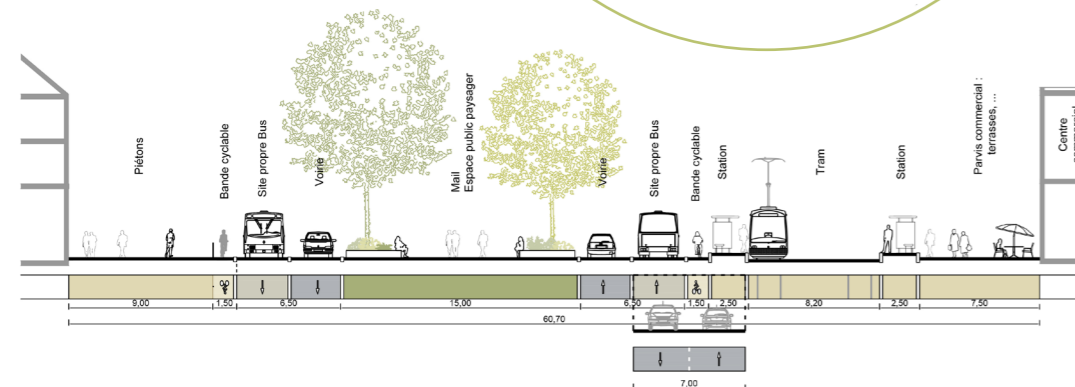 Piétons
Bande cyclable
Site propre Bus
Voirie
Mail
Espace public paysager
Voirie
Site propre Bus
Bande cyclable
Station
Tram
Station
Parvis commercial :
terrasses, ...
Centre
commercial
9,00 1,50 6,50 15,00 6,50 1,50 2,50 8,20 2,50 7,50
60,70
7,00